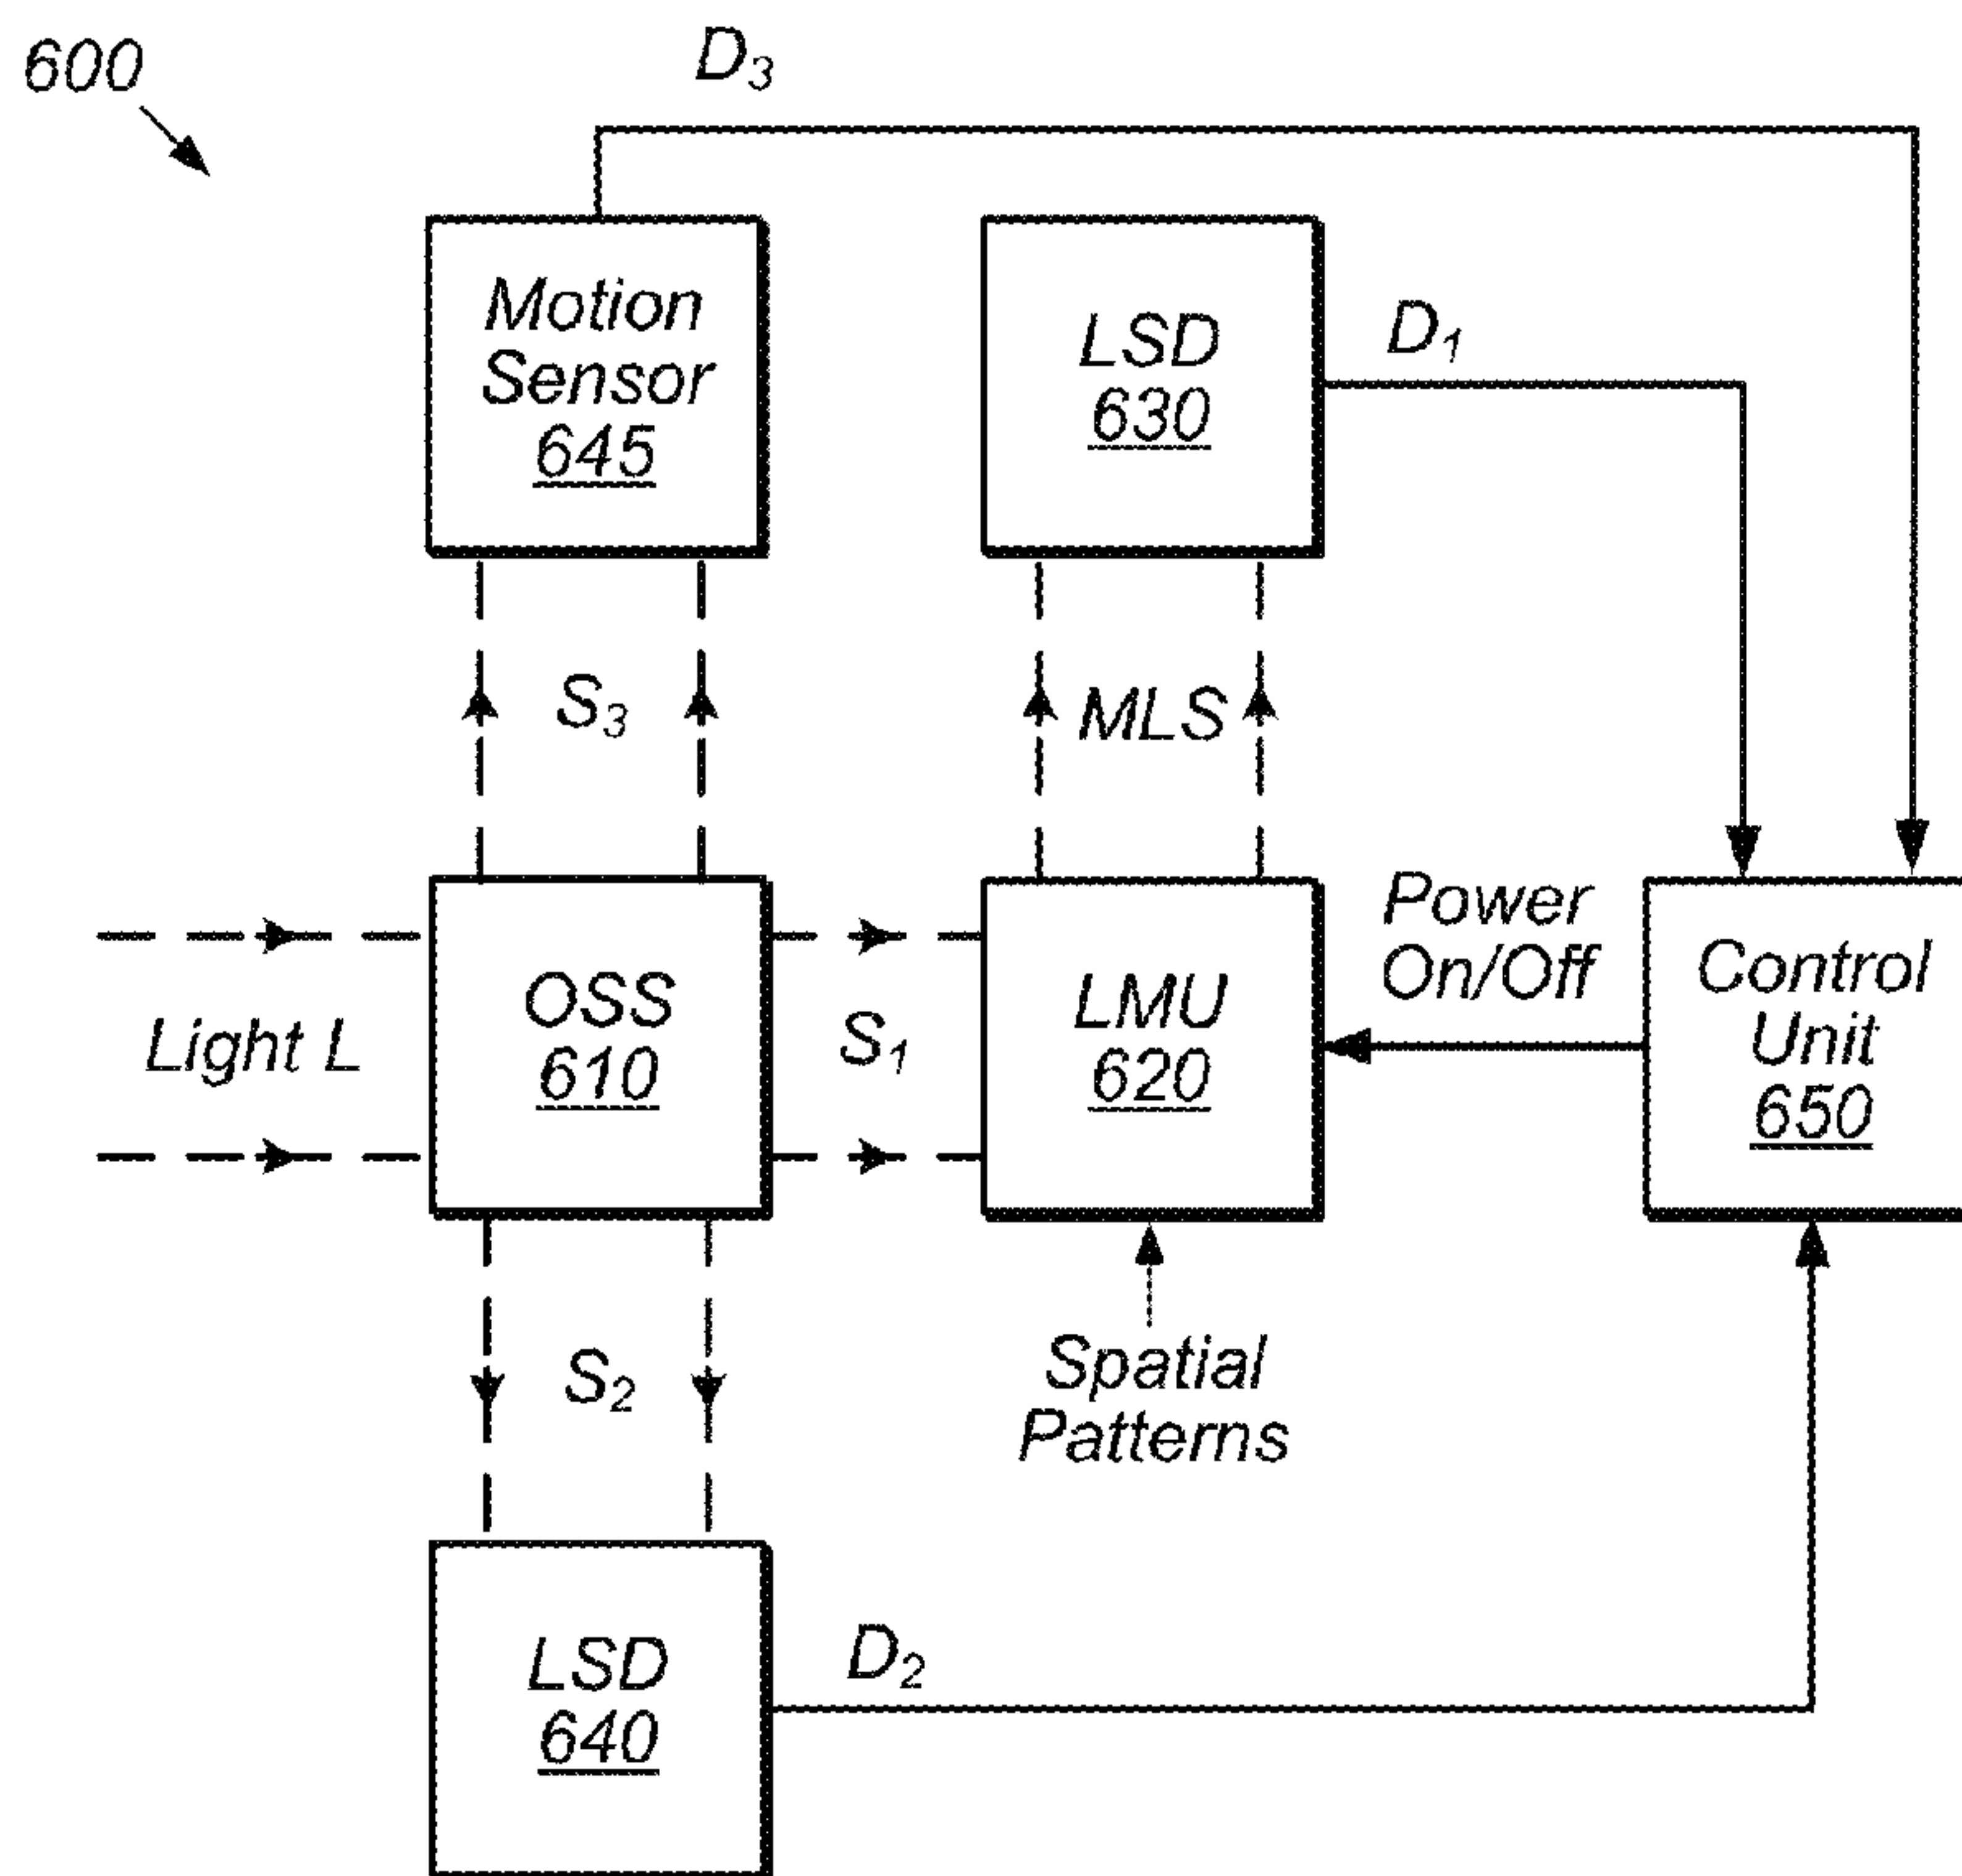 600
D₃
Motion
Sensor
645
LSD
630
D₁
S₃
MLS
Light L
OSS
610
S₁
LMU
620
Power
On/Off
Control
Unit
650
S₂
Spatial
Patterns
LSD
640
D₂